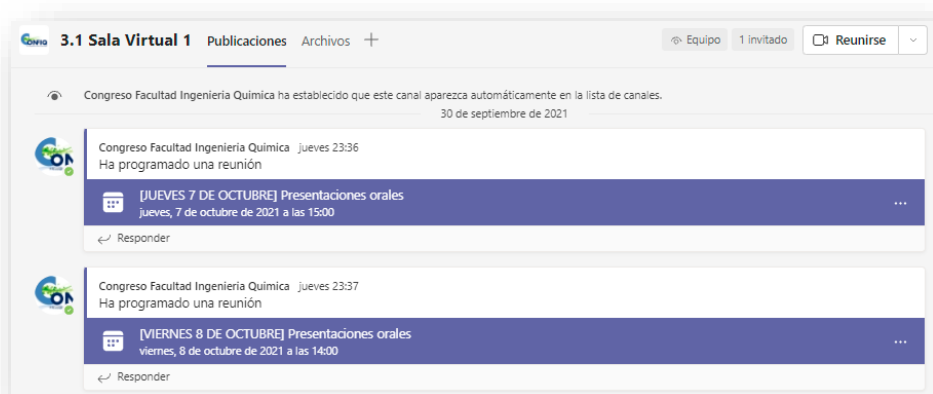 CONFIQ 3.1 Sala Virtual 1 Publicaciones Archivos + Equipo 1 invitado Reunirse
Congreso Facultad Ingenieria Quimica ha establecido que este canal aparezca automáticamente en la lista de canales.
30 de septiembre de 2021
Congreso Facultad Ingenieria Quimica jueves 23:36
Ha programado una reunión
[JUEVES 7 DE OCTUBRE] Presentaciones orales
jueves, 7 de octubre de 2021 a las 15:00
...
Responder
Congreso Facultad Ingenieria Quimica jueves 23:37
Ha programado una reunión
[VIERNES 8 DE OCTUBRE] Presentaciones orales
viernes, 8 de octubre de 2021 a las 14:00
...
Responder